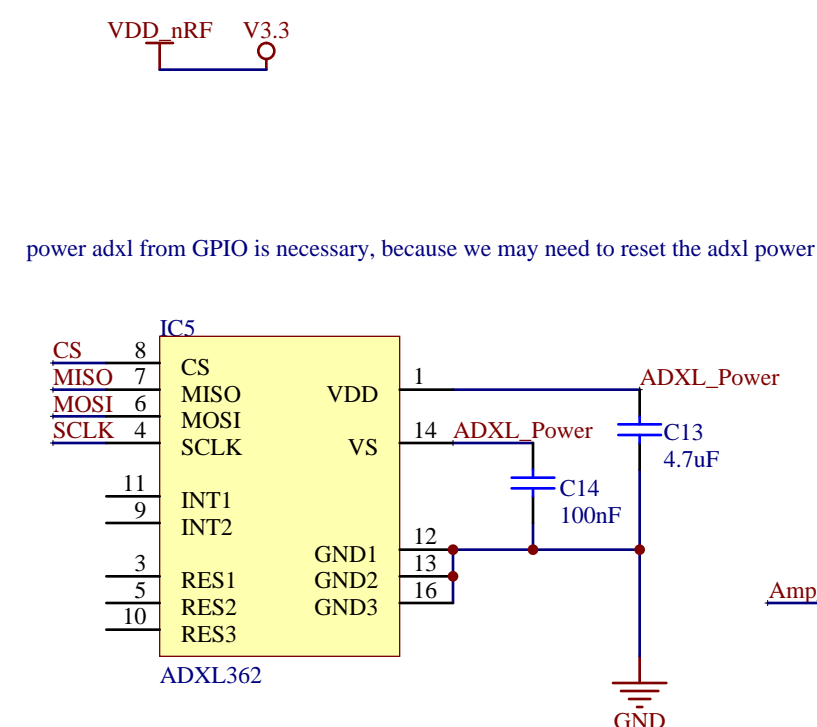 VDD_nRF V3.3
power adxl from GPIO is necessary, because we may need to reset the adxl power
IC5
CS 8 CS
MISO 7 MISO VDD 1 ADXL_Power
MOSI 6 MOSI
SCLK 4 SCLK VS 14 ADXL_Power C13
4.7uF
11 INT1 C14
9 INT2 100nF
GND1 12
3 RES1 GND2 13
5 RES2 GND3 16 Amp
10 RES3
ADXL362
GND